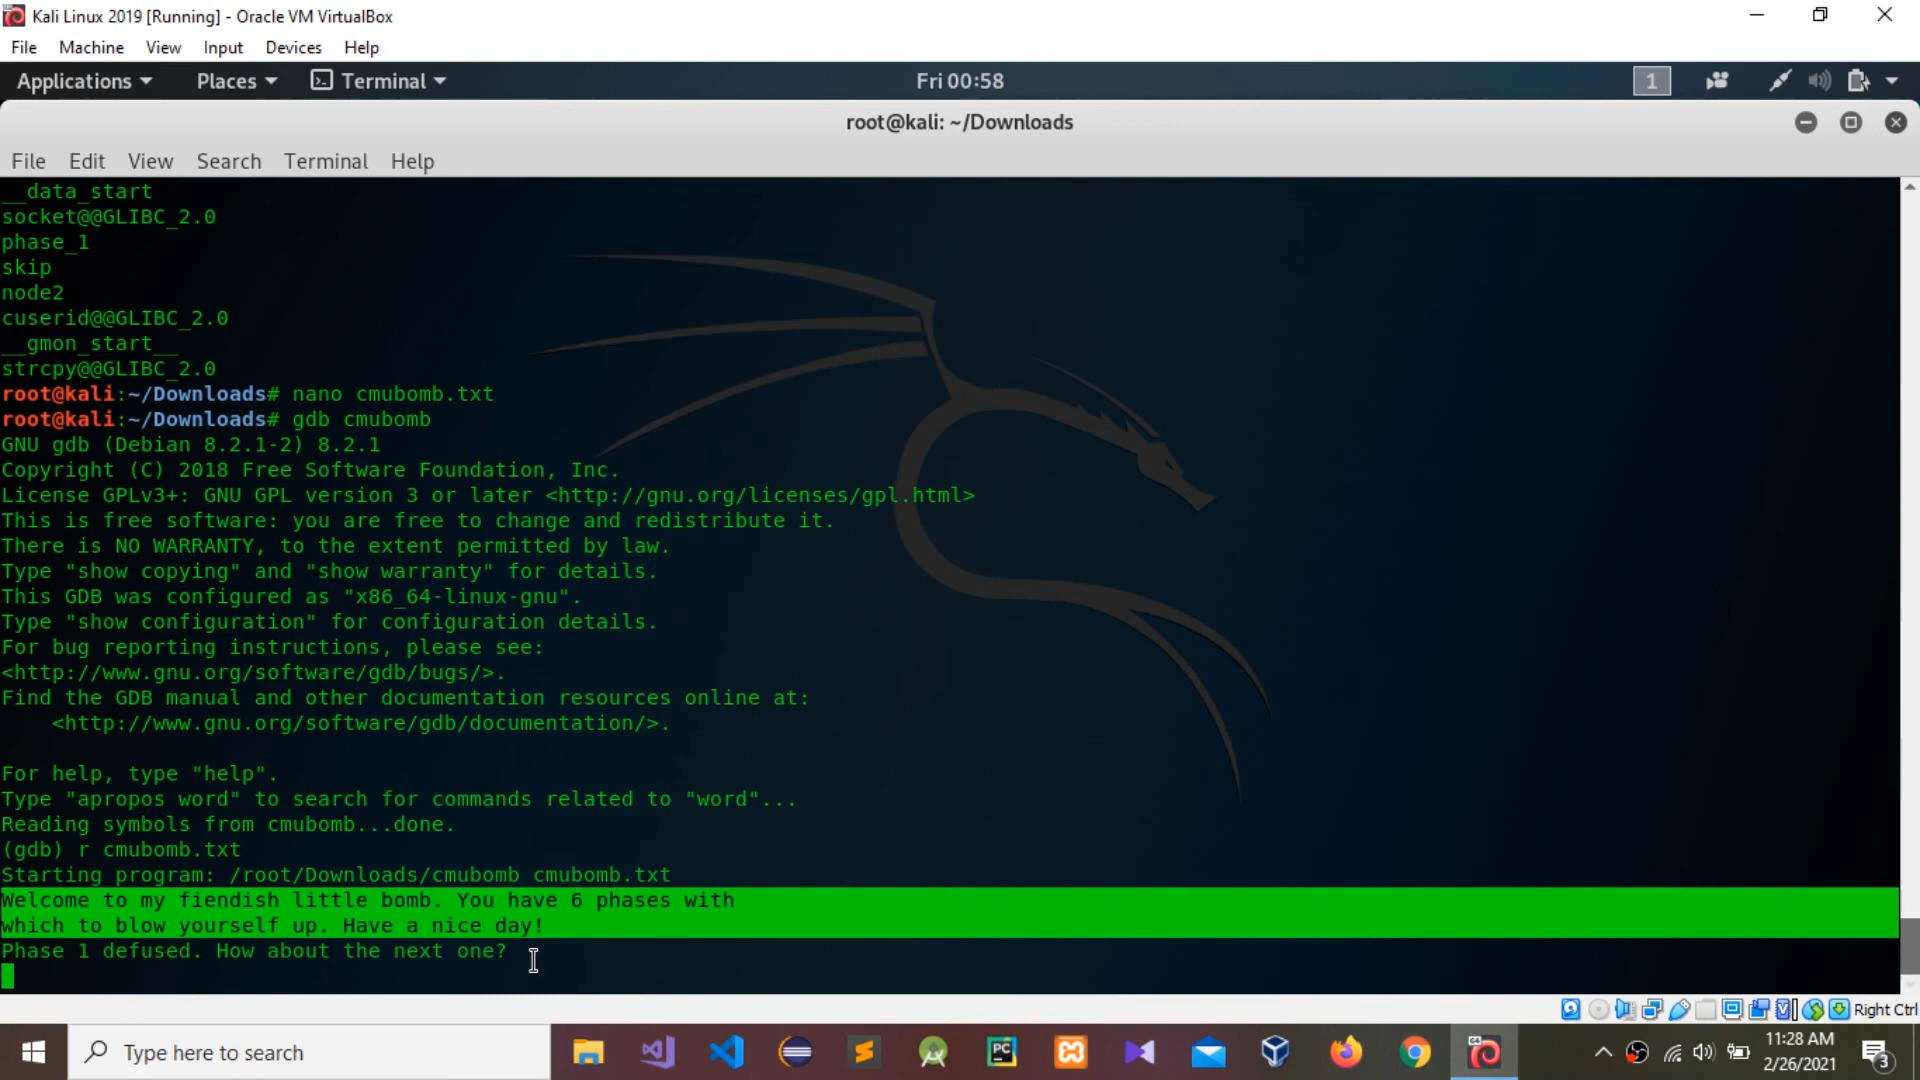 Kali Linux 2019 [Running] - Oracle VM VirtualBox
File Machine View Input Devices Help
Applications Places Terminal Fri 00:58 1
root@kali: ~/Downloads
File Edit View Search Terminal Help
__data_start
socket@@GLIBC_2.0
phase_1
skip
node2
cuserid@@GLIBC_2.0
__gmon_start__
strcpy@@GLIBC_2.0
root@kali:~/Downloads# nano cmubomb.txt
root@kali:~/Downloads# gdb cmubomb
GNU gdb (Debian 8.2.1-2) 8.2.1
Copyright (C) 2018 Free Software Foundation, Inc.
License GPLv3+: GNU GPL version 3 or later <http://gnu.org/licenses/gpl.html>
This is free software: you are free to change and redistribute it.
There is NO WARRANTY, to the extent permitted by law.
Type "show copying" and "show warranty" for details.
This GDB was configured as "x86_64-linux-gnu".
Type "show configuration" for configuration details.
For bug reporting instructions, please see:
<http://www.gnu.org/software/gdb/bugs/>.
Find the GDB manual and other documentation resources online at:
    <http://www.gnu.org/software/gdb/documentation/>.
For help, type "help".
Type "apropos word" to search for commands related to "word"...
Reading symbols from cmubomb...done.
(gdb) r cmubomb.txt
Starting program: /root/Downloads/cmubomb cmubomb.txt
Welcome to my fiendish little bomb. You have 6 phases with
which to blow yourself up. Have a nice day!
Phase 1 defused. How about the next one?
Right Ctrl
Type here to search
PC
64
11:28 AM
2/26/2021
3